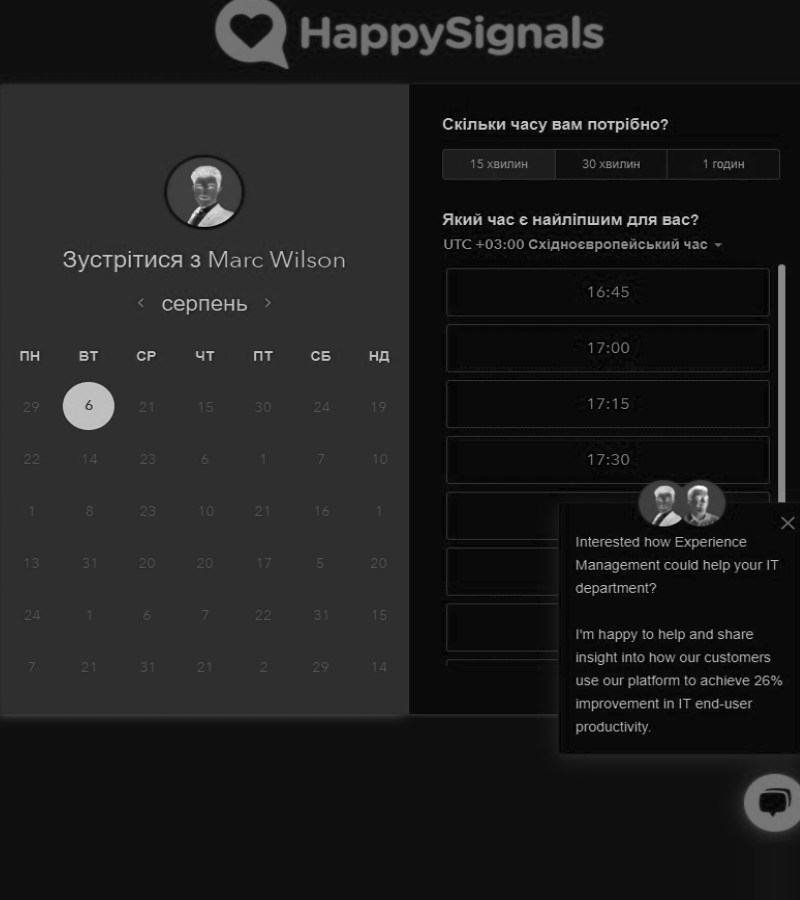 HappySignals
Зустрітися з Marc Wilson
серпень
ПН ВТ СР ЧТ ПТ СБ НД
29 6 21 15 30 24 19
22 14 23 6 1 7 10
1 8 23 10 21 16 1
13 31 20 20 17 5 20
24 1 6 7 22 31 15
7 21 31 21 2 29 14
Скільки часу вам потрібно?
15 хвилин 30 хвилин 1 годин
Який час є найліпшим для вас?
UTC +03:00 Східноєвропейський час
16:45
17:00
17:15
17:30
Interested how Experience
Management could help your IT
department?
I'm happy to help and share
insight into how our customers
use our platform to achieve 26%
improvement in IT end-user
productivity.